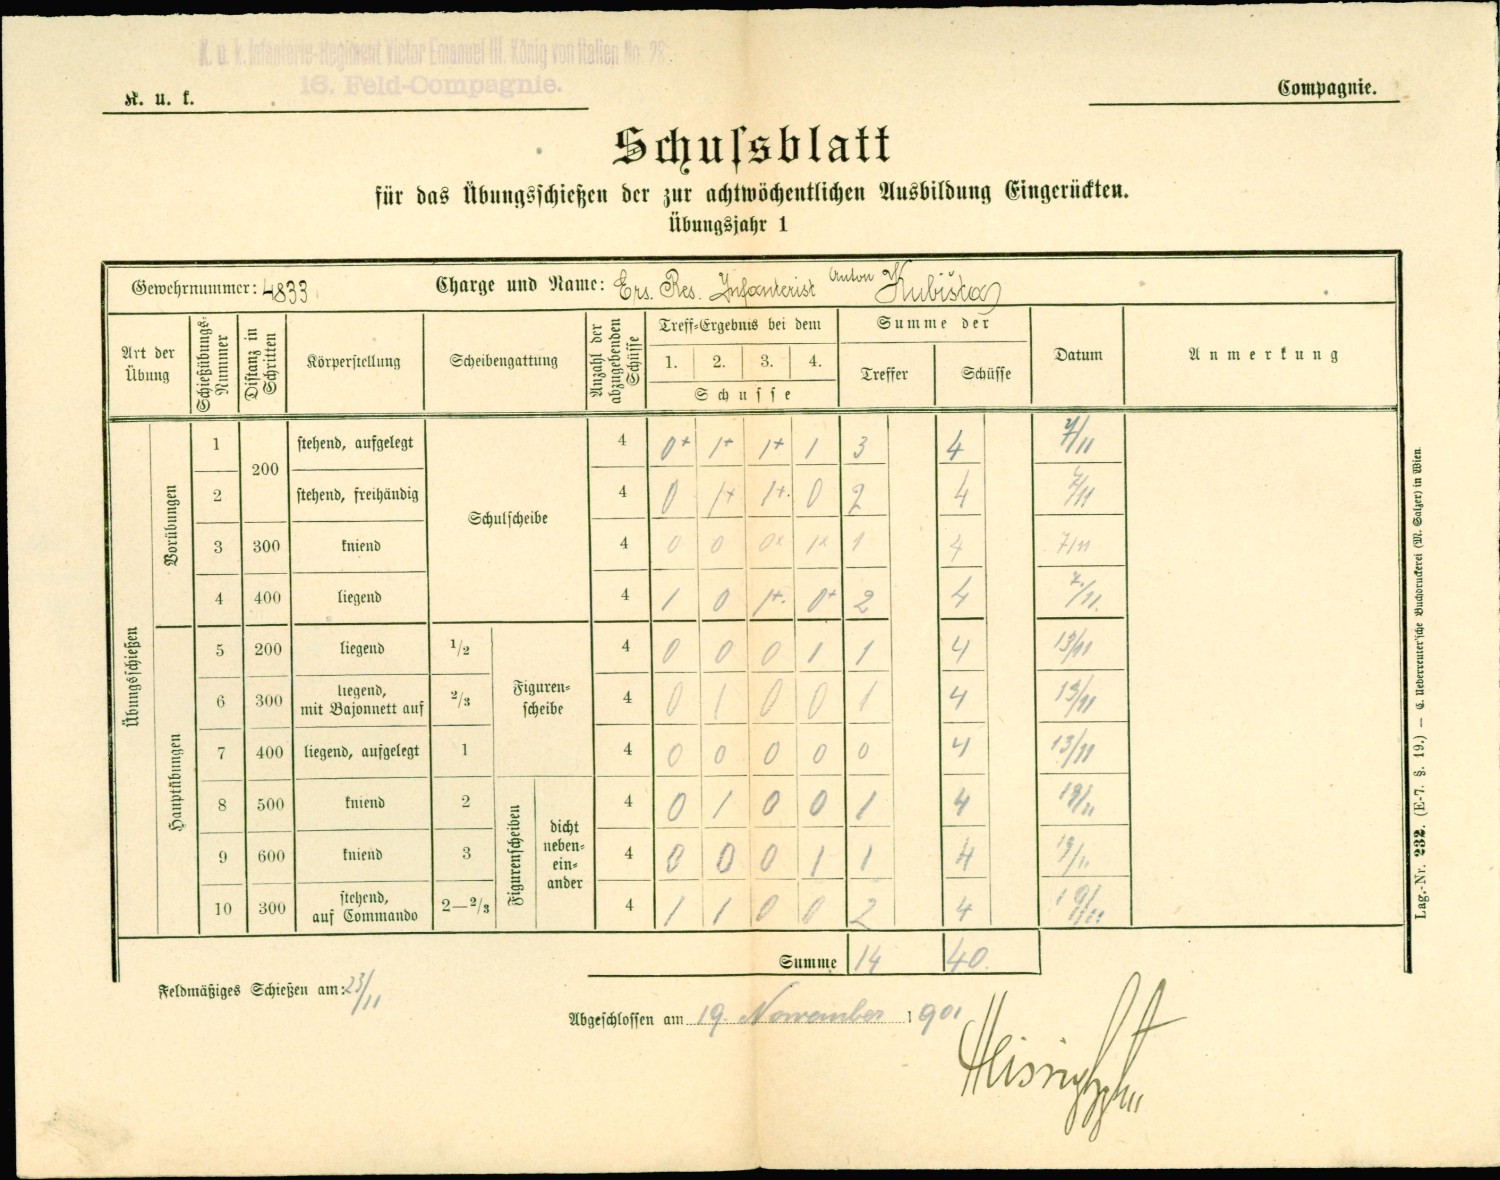 K. u. k. Infanterie-Regiment Victor Emanuel III. König von Italien No 28.
16. Feld-Compagnie.
K. u. k.
Compagnie.
Schussblatt
für das Übungsschießen der zur achtwöchentlichen Ausbildung Eingerückten.
Übungsjahr 1
Gewehrnummer: 4833 Charge und Name: Ers. Res. Infanterist Anton Kubišta
Art der Übung
Schießübungs-Nummer
Distanz in Schritten
Körperstellung
Scheibengattung
Anzahl der abzugebenden Schüsse
Treff-Ergebnis bei dem
1. 2. 3. 4.
Schusse
Summe der
Treffer Schüsse
Datum
Anmerkung
Übungsschießen
Vorübungen
1 200 stehend, aufgelegt Schulscheibe 4 0+ 1+ 1+ 1 3 4 7/11
2 stehend, freihändig 4 0 1+ 1+. 0 2 4 7/11
3 300 kniend 4 0 0 0x 1x 1 4 7/11
4 400 liegend 4 1 0 1+. 0+ 2 4 7./11.
Hauptübungen
5 200 liegend 1/2 Figuren-scheibe 4 0 0 0 1 1 4 13/11
6 300 liegend, mit Bajonnett auf 2/3 4 0 1 0 0 1 4 13/11
7 400 liegend, aufgelegt 1 4 0 0 0 0 0 4 13/11
8 500 kniend 2 Figurenscheiben dicht neben-ein-ander 4 0 1 0 0 1 4 19/11
9 600 kniend 3 4 0 0 0 1 1 4 19/11
10 300 stehend, auf Commando 2—2/3 4 1 1 0 0 2 4 19/11
Summe 14 40.
Feldmäßiges Schießen am: 23/11
Abgeschlossen am 19. November 1901
Lag.-Nr. 232. (E-7. §. 19.) — C. Ueberreuter'sche Buchdruckerei (M. Salzer) in Wien.